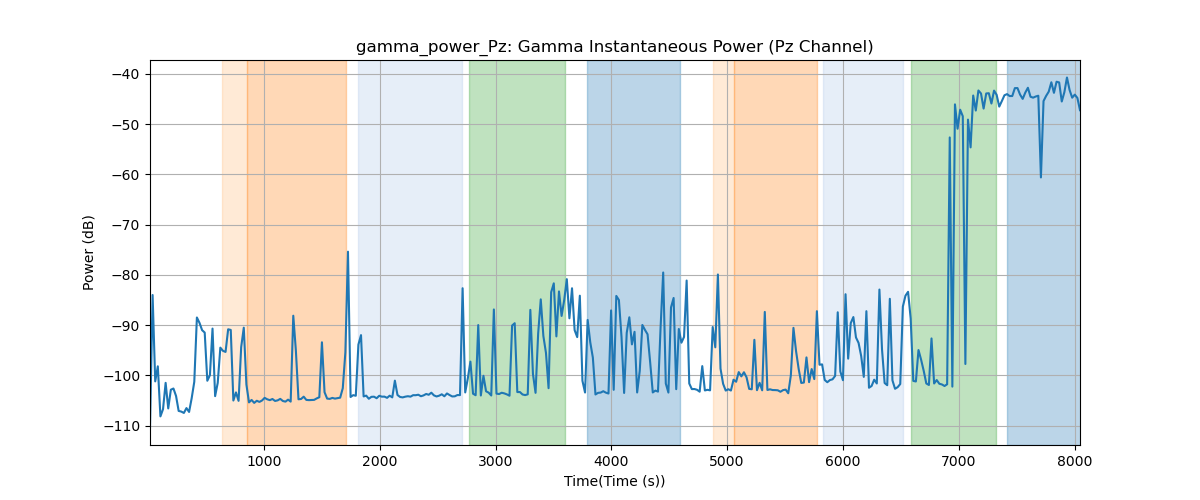 gamma_power_Pz: Gamma Instantaneous Power (Pz Channel)
Power (dB)
−40
−50
−60
−70
−80
−90
−100
−110
1000 2000 3000 4000 5000 6000 7000 8000
Time(Time (s))